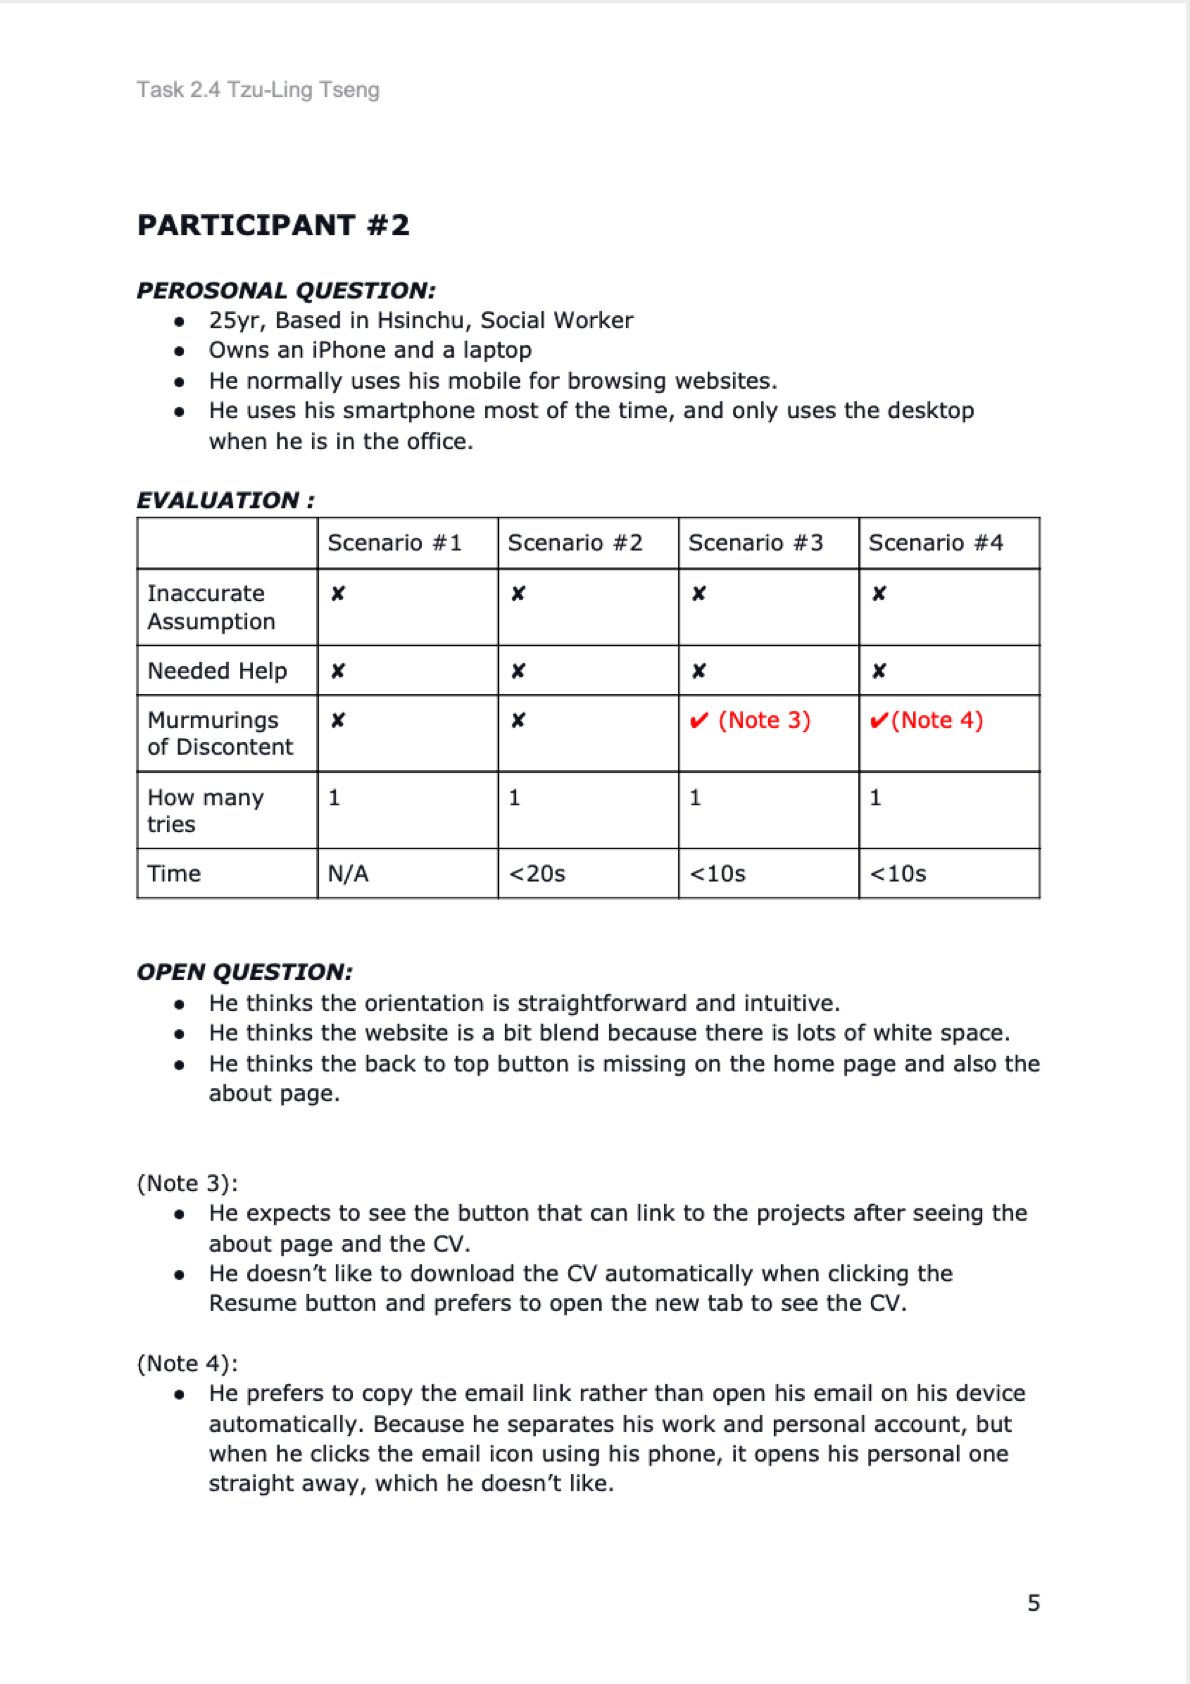 Task 2.4 Tzu-Ling Tseng
PARTICIPANT #2
PEROSONAL QUESTION:
● 25yr, Based in Hsinchu, Social Worker
● Owns an iPhone and a laptop
● He normally uses his mobile for browsing websites.
● He uses his smartphone most of the time, and only uses the desktop
when he is in the office.
EVALUATION :
Scenario #1 Scenario #2 Scenario #3 Scenario #4
Inaccurate ✘ ✘ ✘ ✘
Assumption
Needed Help ✘ ✘ ✘ ✘
Murmurings ✘ ✘ ✔ (Note 3) ✔(Note 4)
of Discontent
How many 1 1 1 1
tries
Time N/A <20s <10s <10s
OPEN QUESTION:
● He thinks the orientation is straightforward and intuitive.
● He thinks the website is a bit blend because there is lots of white space.
● He thinks the back to top button is missing on the home page and also the
about page.
(Note 3):
● He expects to see the button that can link to the projects after seeing the
about page and the CV.
● He doesn’t like to download the CV automatically when clicking the
Resume button and prefers to open the new tab to see the CV.
(Note 4):
● He prefers to copy the email link rather than open his email on his device
automatically. Because he separates his work and personal account, but
when he clicks the email icon using his phone, it opens his personal one
straight away, which he doesn’t like.
5